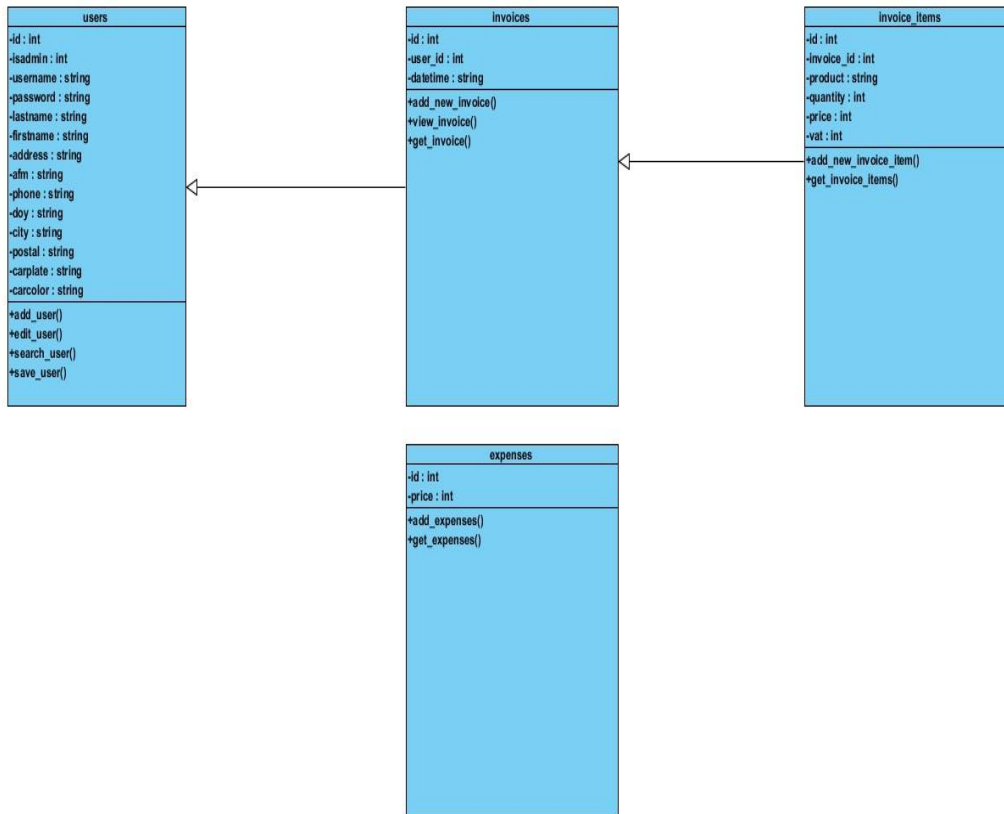 users
-id : int
-isadmin : int
-username : string
-password : string
-lastname : string
-firstname : string
-address : string
-afm : string
-phone : string
-doy : string
-city : string
-postal : string
-carplate : string
-carcolor : string
+add_user()
+edit_user()
+search_user()
+save_user()
invoices
-id : int
-user_id : int
-datetime : string
+add_new_invoice()
+view_invoice()
+get_invoice()
invoice_items
-id : int
-invoice_id : int
-product : string
-quantity : int
-price : int
-vat : int
+add_new_invoice_item()
+get_invoice_items()
expenses
-id : int
-price : int
+add_expenses()
+get_expenses()